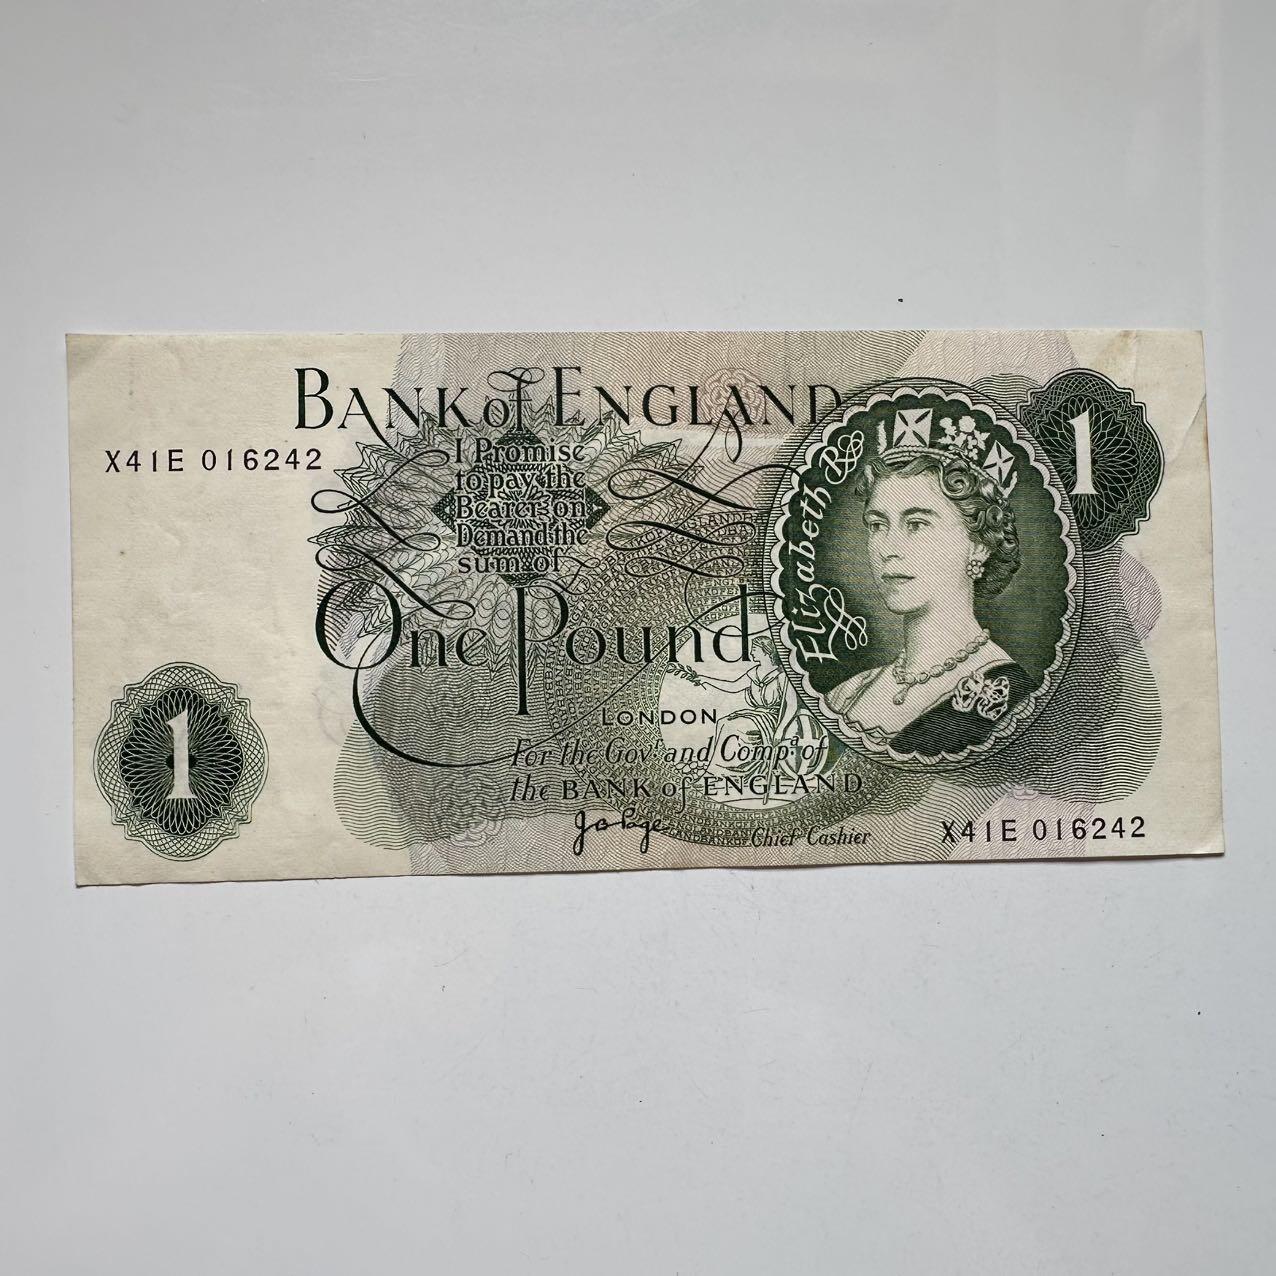 BANK of ENGLAND
X41E 016242
I Promise
to pay the
Bearer on
Demand the
sum of
One Pound
Elizabeth R
1
LONDON
For the Govr. and Compa. of
the BANK of ENGLAND
1
Chief Cashier
X41E 016242